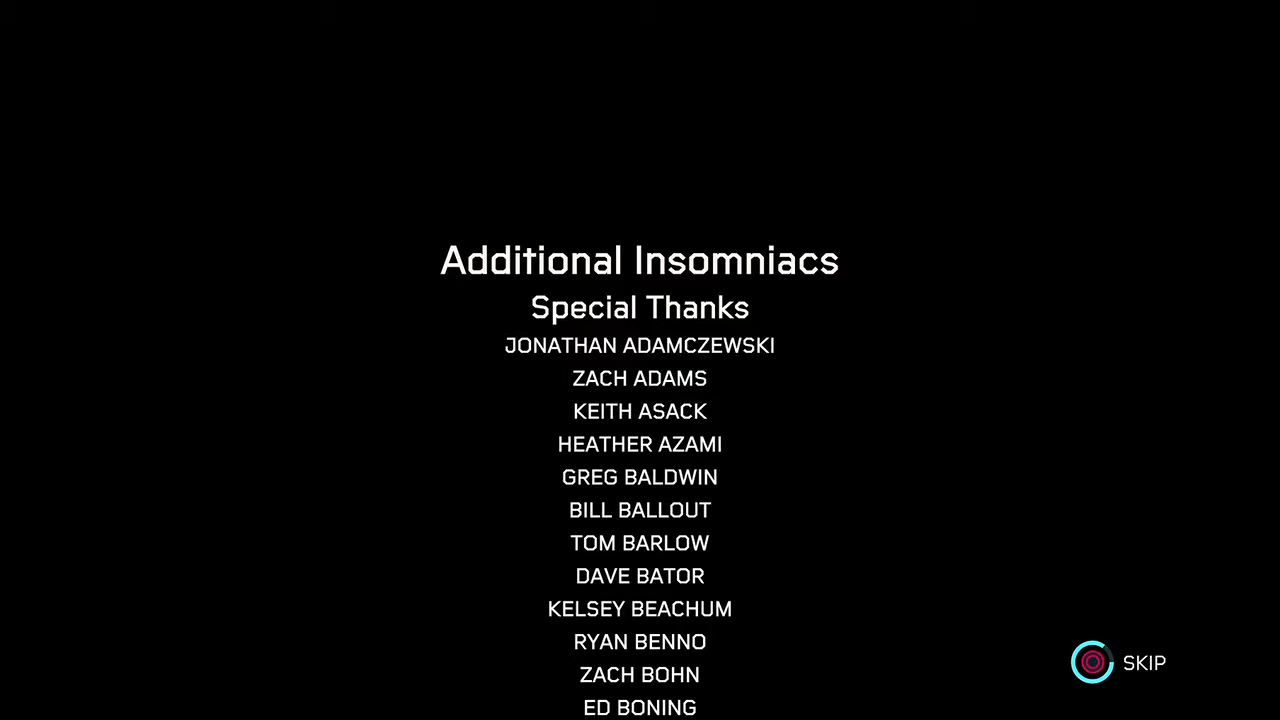 Additional Insomniacs
Special Thanks
JONATHAN ADAMCZEWSKI
ZACH ADAMS
KEITH ASACK
HEATHER AZAMI
GREG BALDWIN
BILL BALLOUT
TOM BARLOW
DAVE BATOR
KELSEY BEACHUM
RYAN BENNO
ZACH BOHN
ED BONING
SKIP